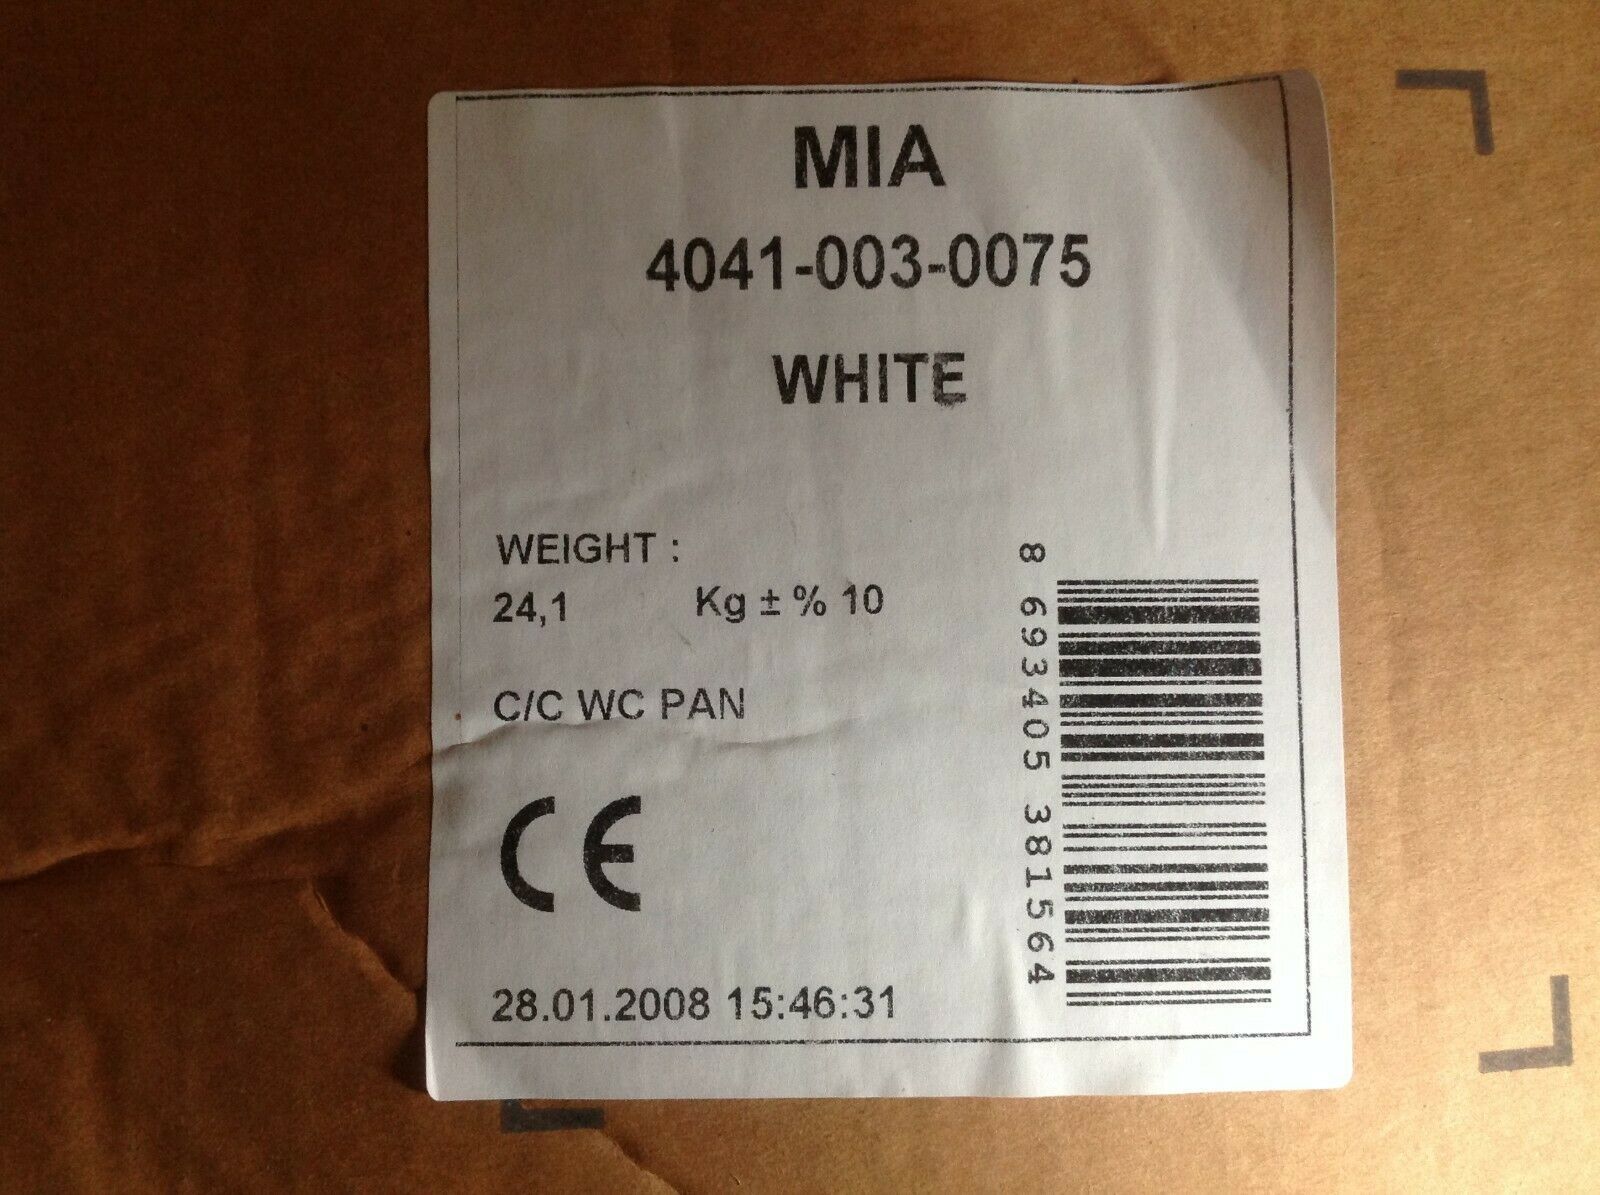 MIA
4041-003-0075
WHITE
WEIGHT :
24,1 Kg ± % 10
C/C WC PAN
CE
28.01.2008 15:46:31
8 693405 381564